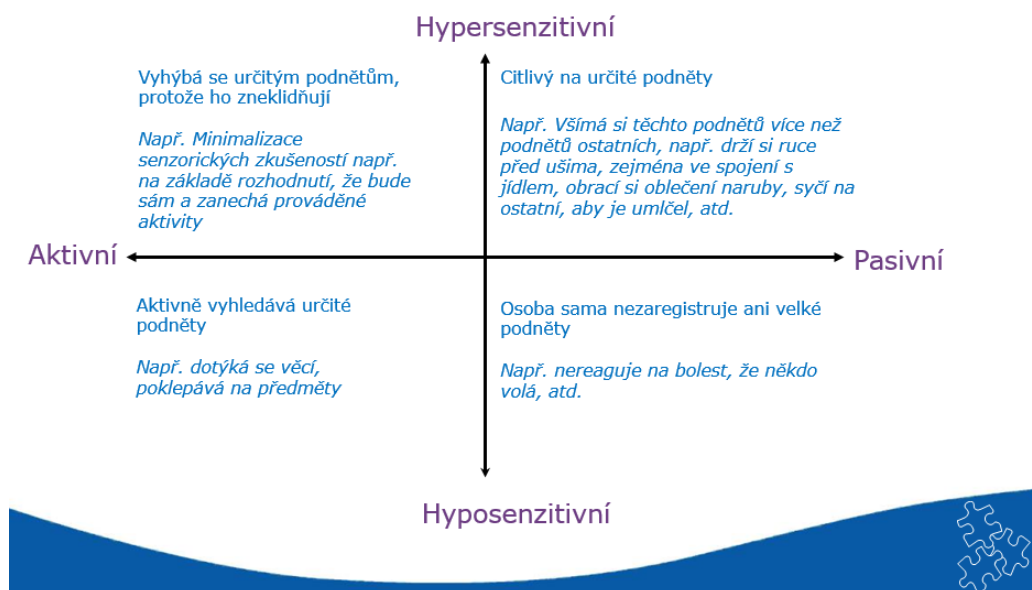 Hypersenzitivní
Vyhýbá se určitým podnětům,
protože ho zneklidňují
Např. Minimalizace
senzorických zkušeností např.
na základě rozhodnutí, že bude
sám a zanechá prováděné
aktivity
Citlivý na určité podněty
Např. Všímá si těchto podnětů více než
podnětů ostatních, např. drží si ruce
před ušima, zejména ve spojení s
jídlem, obrací si oblečení naruby, syčí na
ostatní, aby je umlčel, atd.
Aktivní
Pasivní
Aktivně vyhledává určité
podněty
Např. dotýká se věcí,
poklepává na předměty
Osoba sama nezaregistruje ani velké
podněty
Např. nereaguje na bolest, že někdo
volá, atd.
Hyposenzitivní